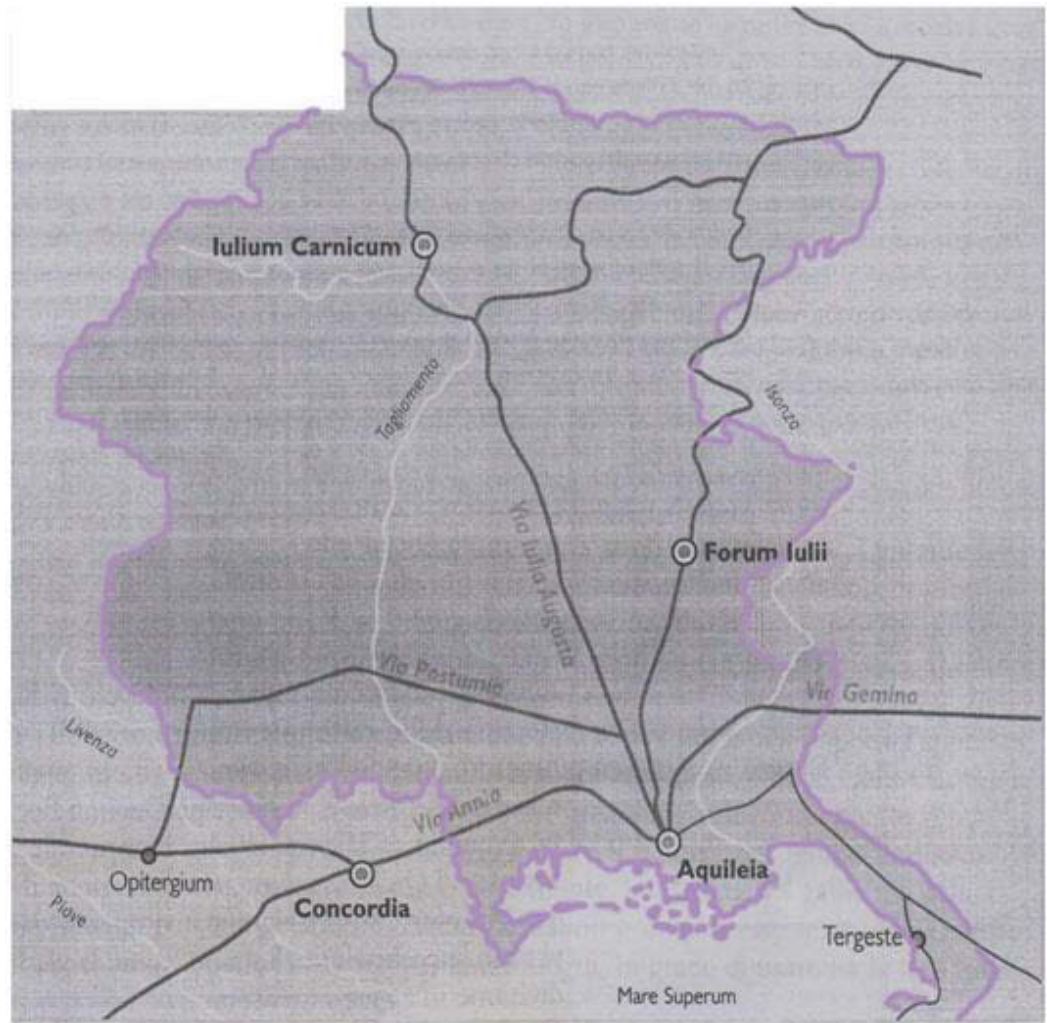 Iulium Carnicum
Tagliamento
Isonzo
Via Iulia Augusta
Forum Iulii
Via Postumia
Via Gemina
Livenza
Via Annia
Opitergium
Aquileia
Concordia
Piave
Tergeste
Mare Superum